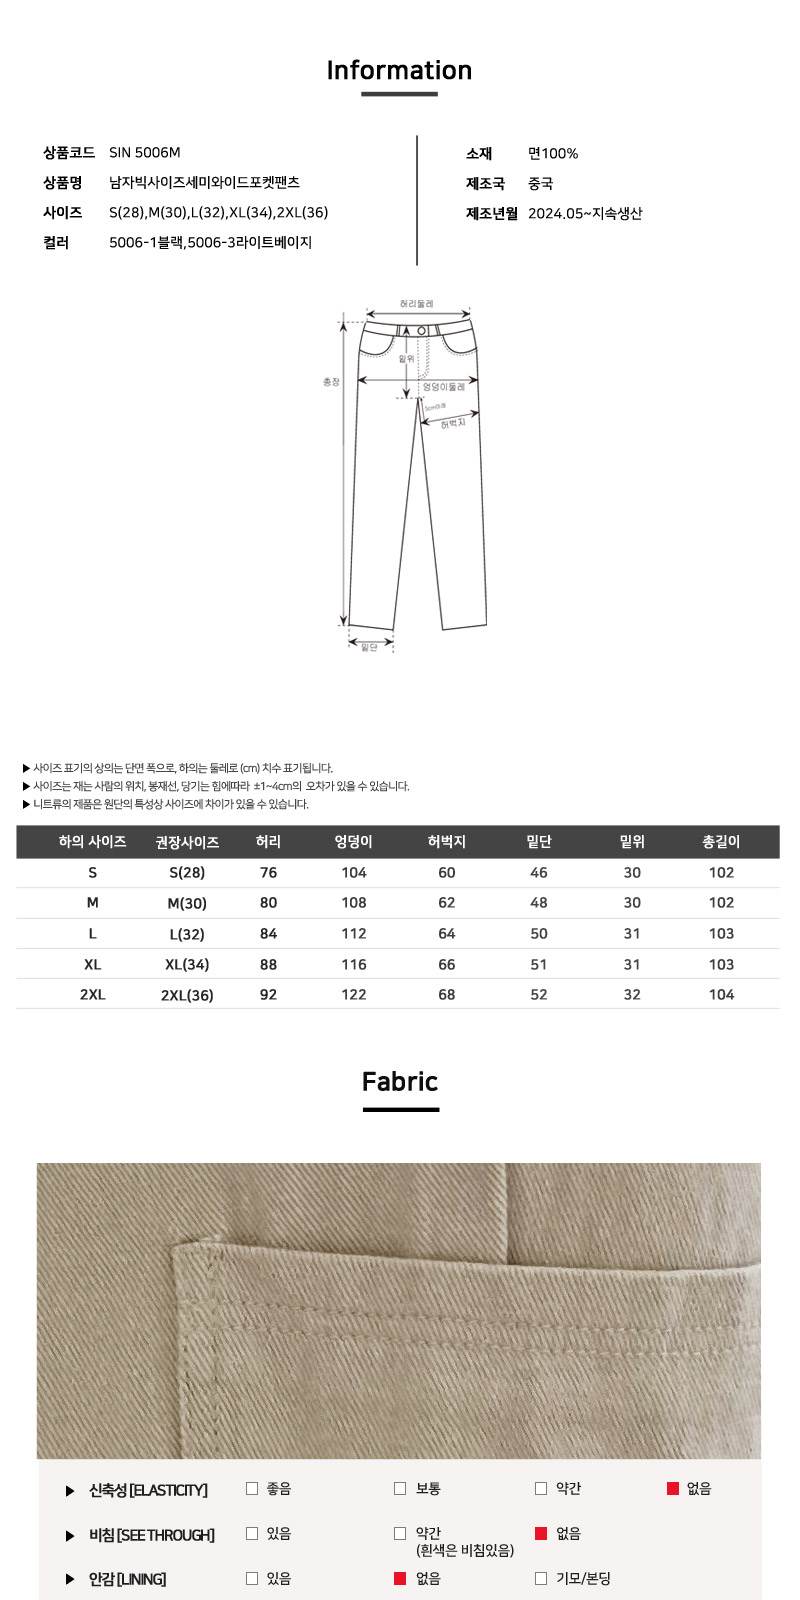 Information
상품코드 SIN 5006M
상품명 남자빅사이즈세미와이드포켓팬츠
사이즈 S(28),M(30),L(32),XL(34),2XL(36)
컬러 5006-1블랙,5006-3라이트베이지
소재 면100%
제조국 중국
제조년월 2024.05~지속생산
허리둘레
밑위
총장
엉덩이둘레
5cm아래
허벅지
밑단
▶ 사이즈 표기의 상의는 단면 폭으로, 하의는 둘레로 (cm) 치수 표기됩니다.
▶ 사이즈는 재는 사람의 위치, 봉재선, 당기는 힘에따라 ±1~4cm의 오차가 있을 수 있습니다.
▶ 니트류의 제품은 원단의 특성상 사이즈에 차이가 있을 수 있습니다.
하의 사이즈 권장사이즈 허리 엉덩이 허벅지 밑단 밑위 총길이
S S(28) 76 104 60 46 30 102
M M(30) 80 108 62 48 30 102
L L(32) 84 112 64 50 31 103
XL XL(34) 88 116 66 51 31 103
2XL 2XL(36) 92 122 68 52 32 104
Fabric
▶ 신축성 [ELASTICITY] 좋음 보통 약간 없음
▶ 비침 [SEE THROUGH] 있음 약간 없음
(흰색은 비침있음)
▶ 안감 [LINING] 있음 없음 기모/본딩